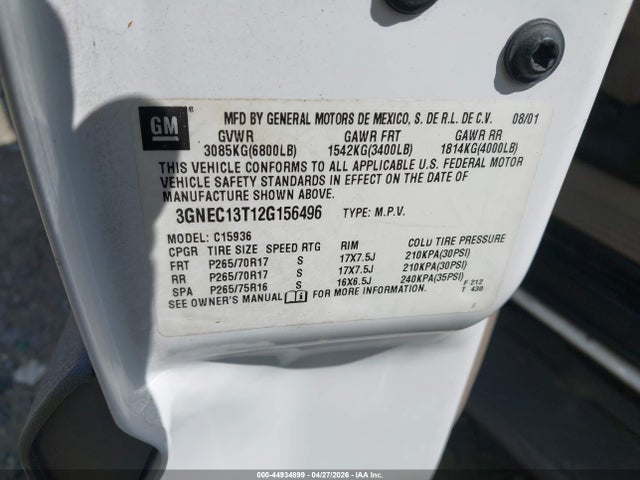 GM ® MFD BY GENERAL MOTORS DE MEXICO, S. DE R.L. DE C.V. 08/01
GVWR GAWR FRT GAWR RR
3085KG(6800LB) 1542KG(3400LB) 1814KG(4000LB)
THIS VEHICLE CONFORMS TO ALL APPLICABLE U.S. FEDERAL MOTOR
VEHICLE SAFETY STANDARDS IN EFFECT ON THE DATE OF
MANUFACTURE SHOWN ABOVE.
3GNEC13T12G156496 TYPE: M.P.V.
MODEL: C15936
CPGR TIRE SIZE SPEED RTG RIM COLD TIRE PRESSURE
FRT P265/70R17 S 17X7.5J 210KPA(30PSI)
RR P265/70R17 S 17X7.5J 210KPA(30PSI)
SPA P265/75R16 S 16X6.5J 240KPA(35PSI) F 212
SEE OWNER'S MANUAL FOR MORE INFORMATION. T 430
000-44934899 - 04/27/2026 - IAAI.COM